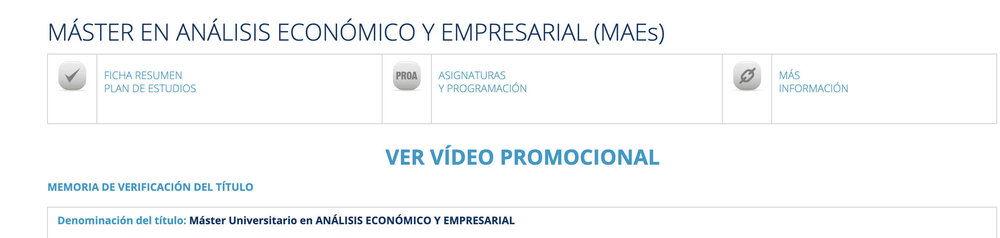 MÁSTER EN ANÁLISIS ECONÓMICO Y EMPRESARIAL (MAEs)
FICHA RESUMEN
PLAN DE ESTUDIOS
PROA
ASIGNATURAS
Y PROGRAMACIÓN
MÁS
INFORMACIÓN
VER VÍDEO PROMOCIONAL
MEMORIA DE VERIFICACIÓN DEL TÍTULO
Denominación del título: Máster Universitario en ANÁLISIS ECONÓMICO Y EMPRESARIAL